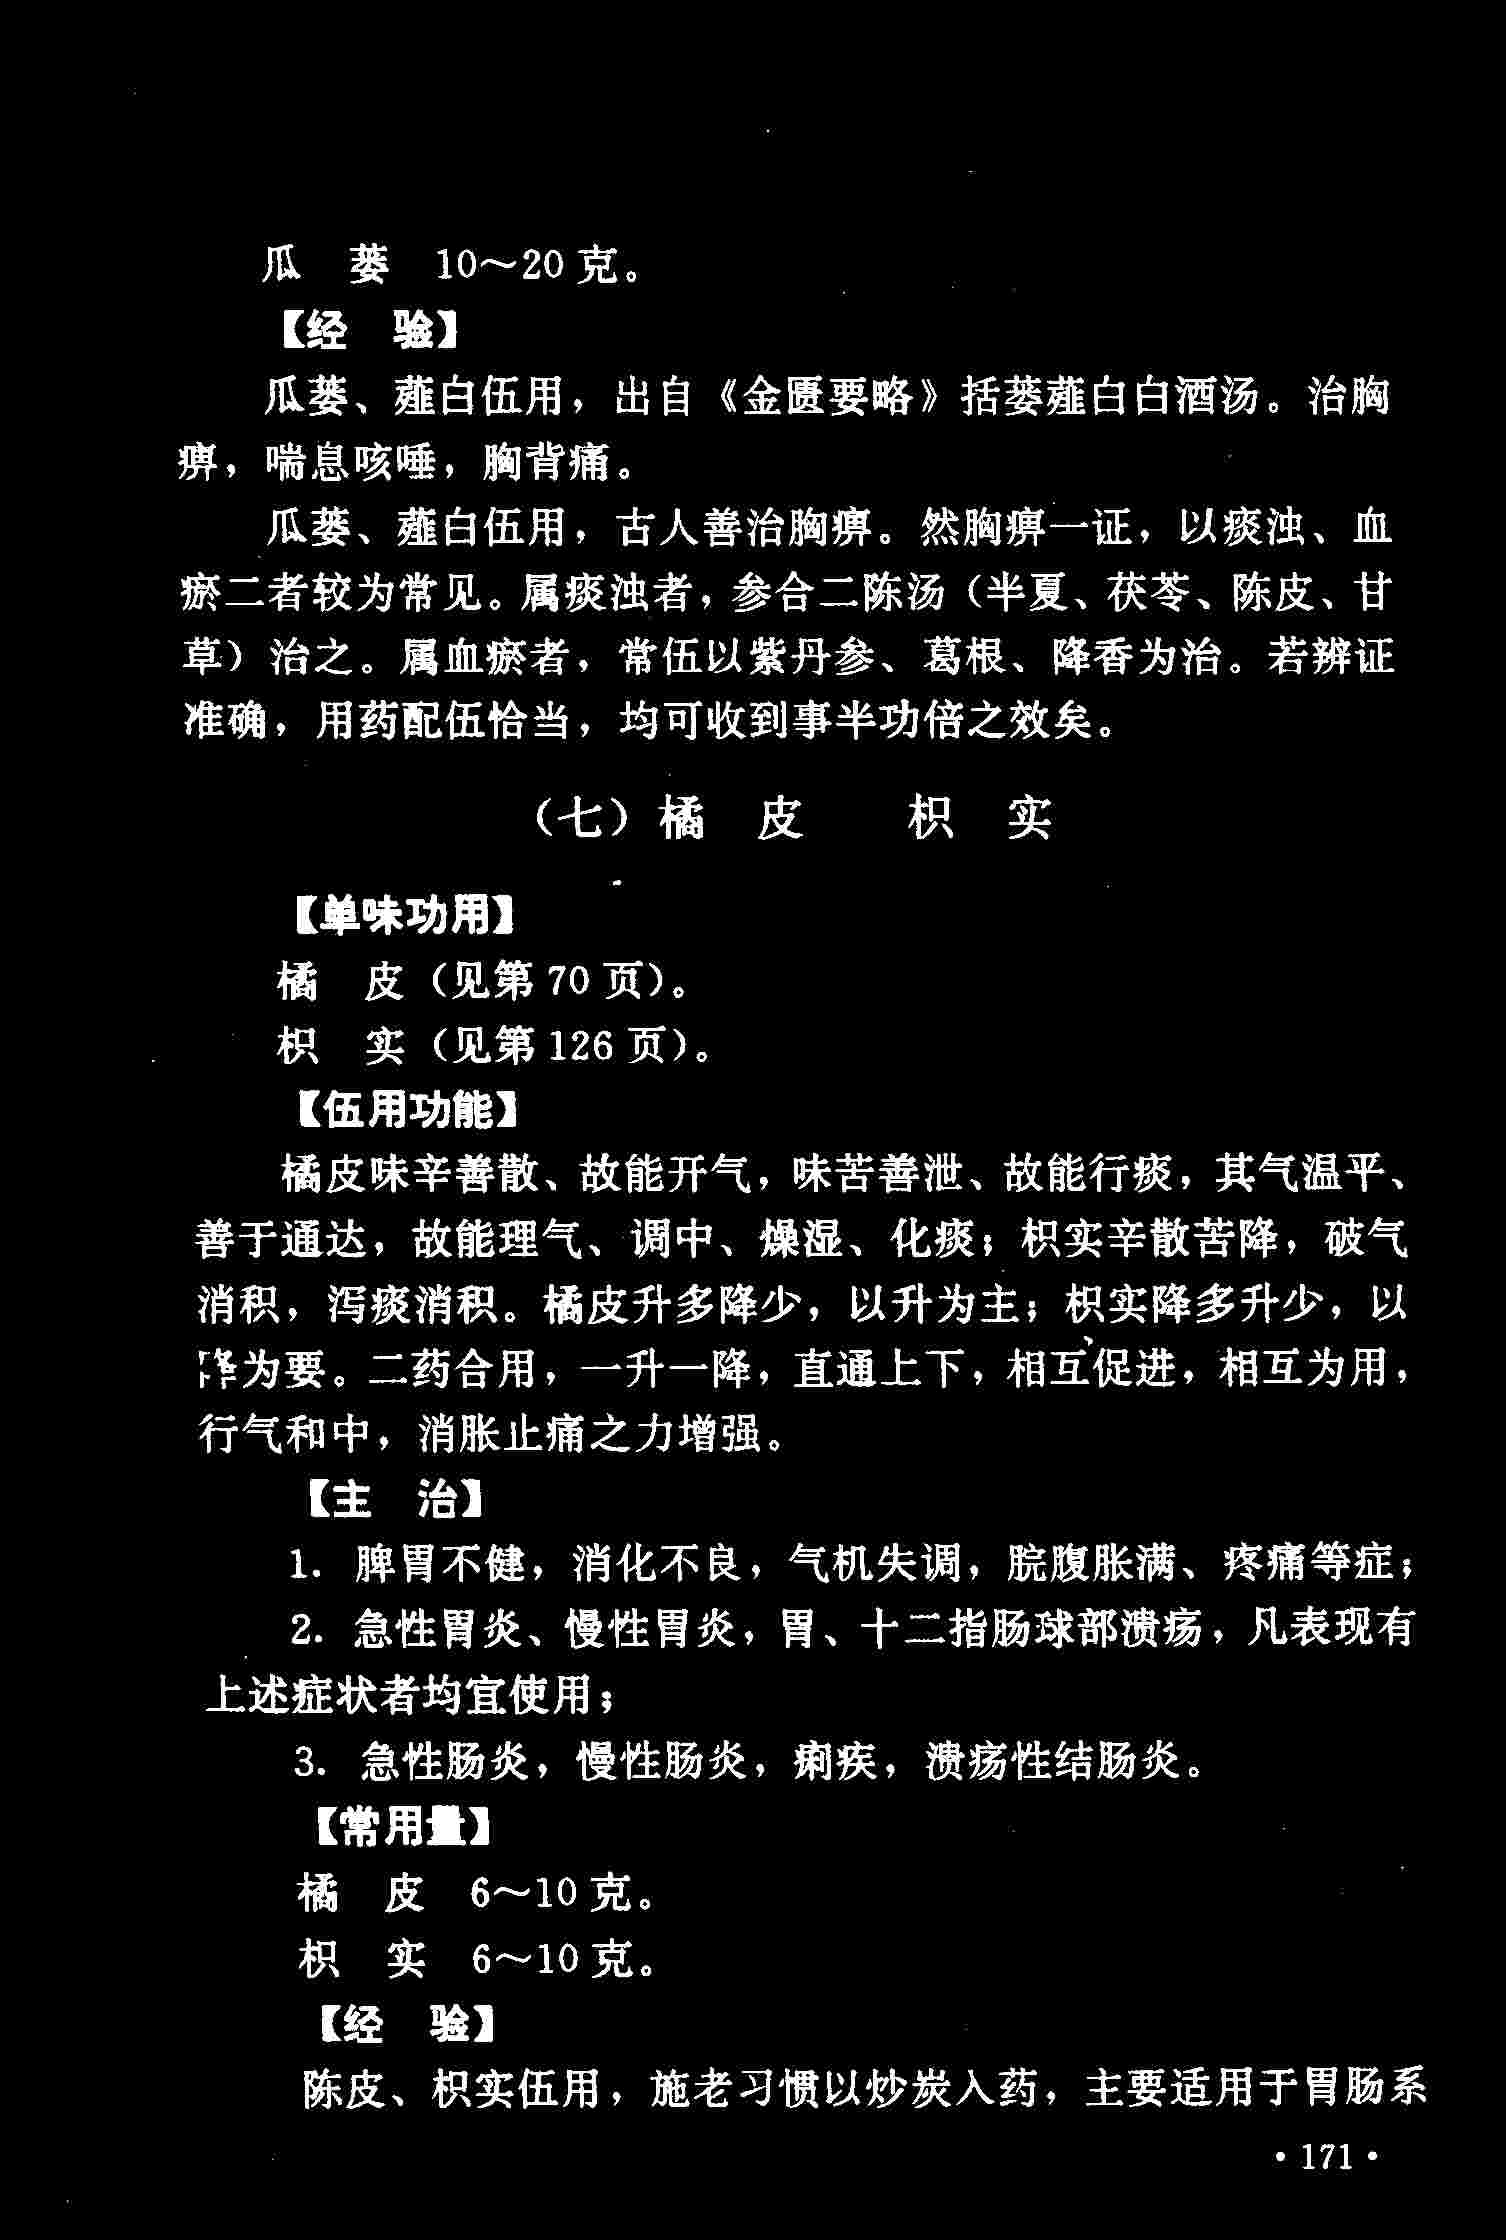 瓜　蒌　10～20克。
【经　验】
瓜蒌、薤白伍用，出自《金匮要略》括蒌薤白白酒汤。治胸
痹，喘息咳唾，胸背痛。
瓜蒌、薤白伍用，古人善治胸痹。然胸痹一证，以痰浊、血
瘀二者较为常见。属痰浊者，参合二陈汤（半夏、茯苓、陈皮、甘
草）治之。属血瘀者，常伍以紫丹参、葛根、降香为治。若辨证
准确，用药配伍恰当，均可收到事半功倍之效矣。
（七）橘　皮　　枳　实
【单味功用】
橘　皮（见第70页）。
枳　实（见第126页）。
【伍用功能】
橘皮味辛善散、故能开气，味苦善泄、故能行痰，其气温平、
善于通达，故能理气、调中、燥湿、化痰；枳实辛散苦降，破气
消积，泻痰消积。橘皮升多降少，以升为主；枳实降多升少，以
降为要。二药合用，一升一降，直通上下，相互促进，相互为用，
行气和中，消胀止痛之力增强。
【主　治】
1. 脾胃不健，消化不良，气机失调，脘腹胀满、疼痛等症；
2. 急性胃炎、慢性胃炎，胃、十二指肠球部溃疡，凡表现有
上述症状者均宜使用；
3. 急性肠炎，慢性肠炎，痢疾，溃疡性结肠炎。
【常用量】
橘　皮　6～10克。
枳　实　6～10克。
【经　验】
陈皮、枳实伍用，施老习惯以炒炭入药，主要适用于胃肠系
·171·